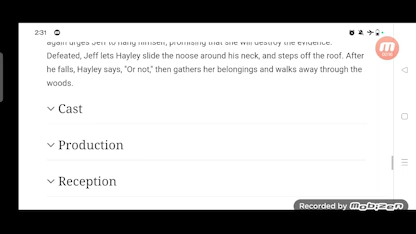 2:31
again urges Jeff to hang himself, promising that she will destroy the evidence.
Defeated, Jeff lets Hayley slide the noose around his neck, and steps off the roof. After
he falls, Hayley says, "Or not," then gathers her belongings and walks away through the
woods.
Cast
Production
Reception
Recorded by mobizen